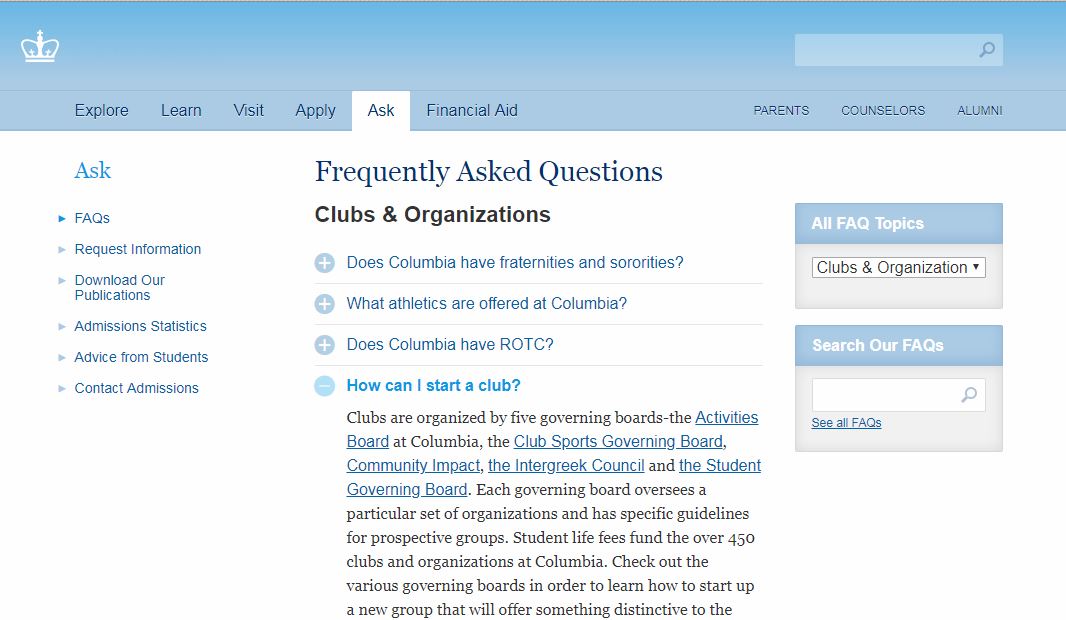 Explore Learn Visit Apply Ask Financial Aid PARENTS COUNSELORS ALUMNI
Ask
FAQs
Request Information
Download Our
Publications
Admissions Statistics
Advice from Students
Contact Admissions
Frequently Asked Questions
Clubs & Organizations
Does Columbia have fraternities and sororities?
What athletics are offered at Columbia?
Does Columbia have ROTC?
How can I start a club?
Clubs are organized by five governing boards-the Activities
Board at Columbia, the Club Sports Governing Board,
Community Impact, the Intergreek Council and the Student
Governing Board. Each governing board oversees a
particular set of organizations and has specific guidelines
for prospective groups. Student life fees fund the over 450
clubs and organizations at Columbia. Check out the
various governing boards in order to learn how to start up
a new group that will offer something distinctive to the
All FAQ Topics
Clubs & Organization
Search Our FAQs
See all FAQs